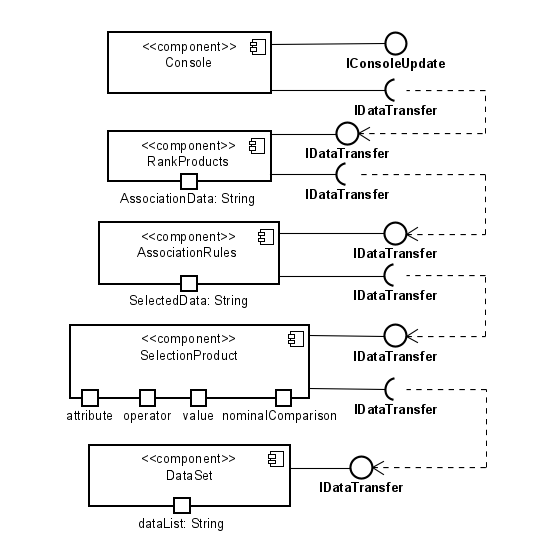 <<component>>
Console
IConsoleUpdate
IDataTransfer
<<component>>
RankProducts
IDataTransfer
AssociationData: String
IDataTransfer
<<component>>
AssociationRules
IDataTransfer
SelectedData: String
IDataTransfer
<<component>>
SelectionProduct
IDataTransfer
attribute operator value nominalComparison
IDataTransfer
<<component>>
DataSet
IDataTransfer
dataList: String